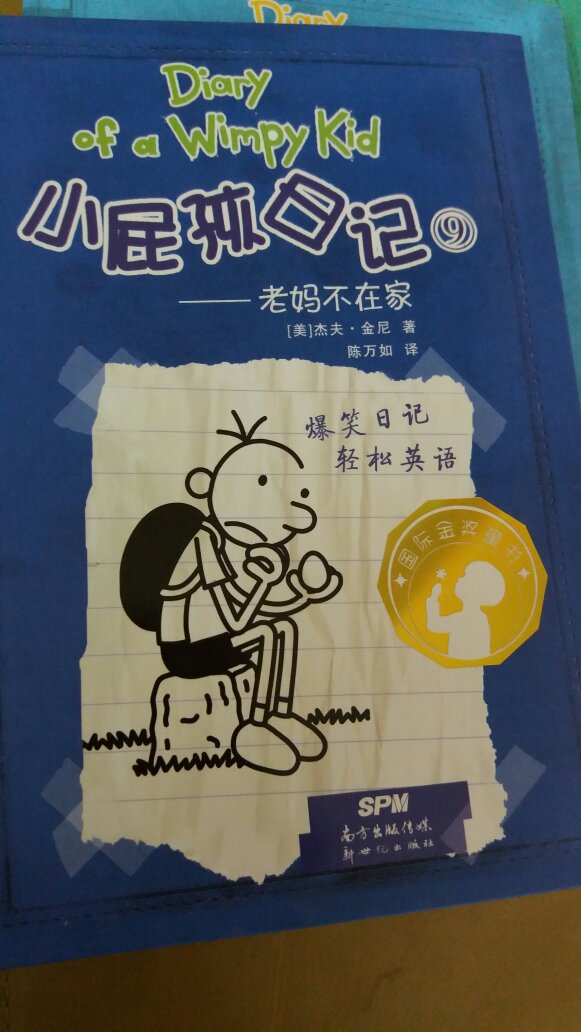 Diary
Diary
of a Wimpy Kid
小屁孩日记⑨
——老妈不在家
[美]杰夫·金尼 著
陈万如 译
爆笑日记
轻松英语
国际金奖童书
SPM
南方出版传媒
新世纪出版社